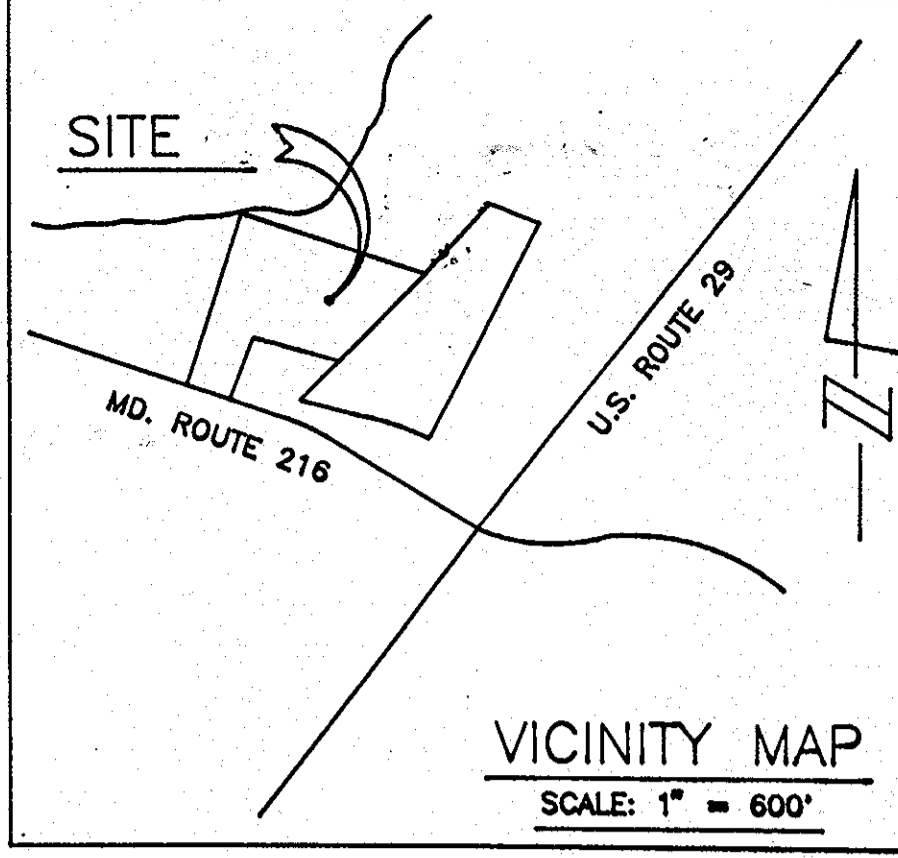 SITE
MD. ROUTE 216
U.S. ROUTE 29
N
VICINITY MAP
SCALE: 1" = 600'